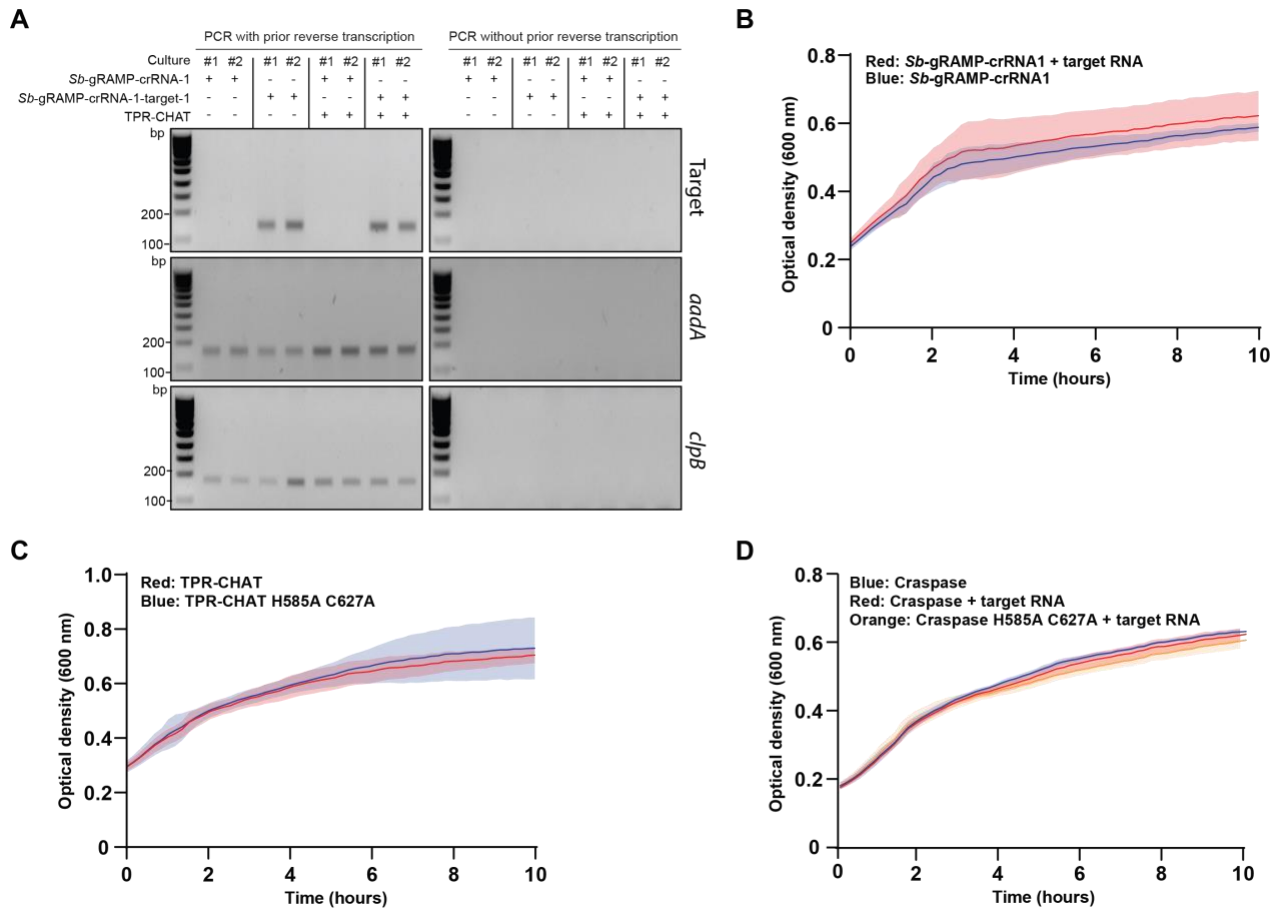 A
PCR with prior reverse transcription
PCR without prior reverse transcription
Culture #1 #2 #1 #2 #1 #2 #1 #2 #1 #2 #1 #2 #1 #2 #1 #2
Sb-gRAMP-crRNA-1 + + - - + + - - + + - - + + - -
Sb-gRAMP-crRNA-1-target-1 - - + + - - + + - - + + - - + +
TPR-CHAT - - - - + + + + - - - - + + + +
bp
200
100
Target
bp
200
100
aadA
bp
200
100
clpB
B
Red: Sb-gRAMP-crRNA1 + target RNA
Blue: Sb-gRAMP-crRNA1
Optical density (600 nm)
0.8
0.6
0.4
0.2
0
0 2 4 6 8 10
Time (hours)
C
Red: TPR-CHAT
Blue: TPR-CHAT H585A C627A
Optical density (600 nm)
1.0
0.8
0.6
0.4
0.2
0
0 2 4 6 8 10
Time (hours)
D
Blue: Craspase
Red: Craspase + target RNA
Orange: Craspase H585A C627A + target RNA
Optical density (600 nm)
0.8
0.6
0.4
0.2
0
0 2 4 6 8 10
Time (hours)